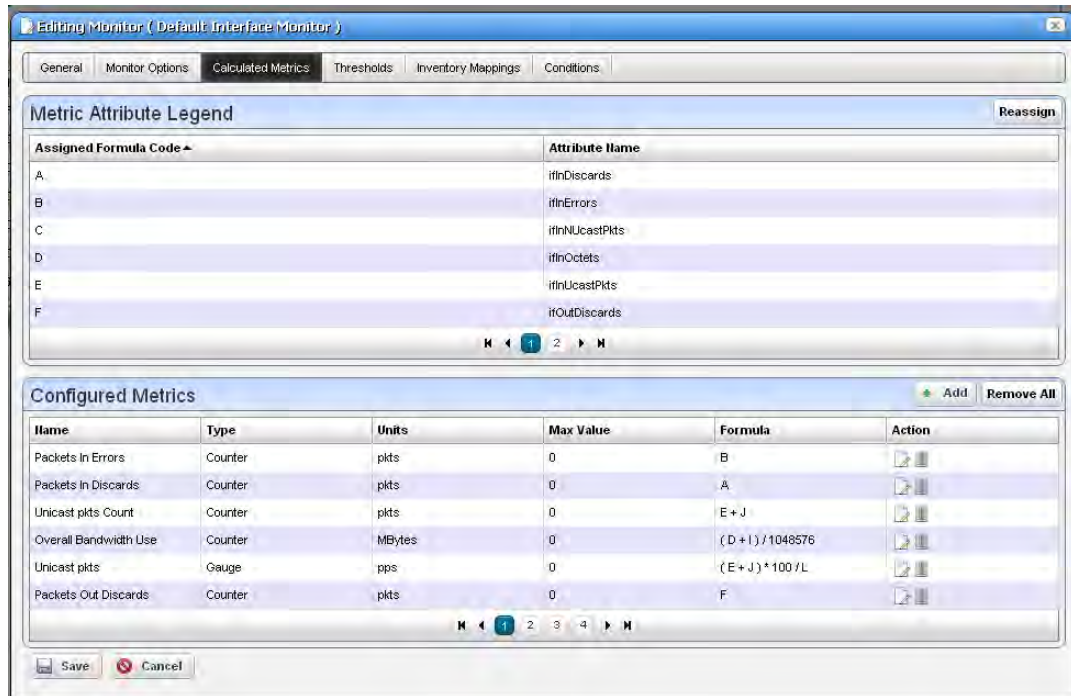 Editing Monitor ( Default Interface Monitor )
General Monitor Options Calculated Metrics Thresholds Inventory Mappings Conditions
Metric Attribute Legend Reassign
Assigned Formula Code Attribute Name
A ifInDiscards
B ifInErrors
C ifInNUcastPkts
D ifInOctets
E ifInUcastPkts
F ifOutDiscards
1 2
Configured Metrics Add Remove All
Name Type Units Max Value Formula Action
Packets In Errors Counter pkts 0 B
Packets In Discards Counter pkts 0 A
Unicast pkts Count Counter pkts 0 E + J
Overall Bandwidth Use Counter MBytes 0 ( D + I ) / 1048576
Unicast pkts Gauge pps 0 ( E + J ) * 100 / L
Packets Out Discards Counter pkts 0 F
1 2 3 4
Save Cancel